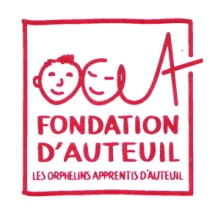 FONDATION
D'AUTEUIL
LES ORPHELINS APPRENTIS D'AUTEUIL